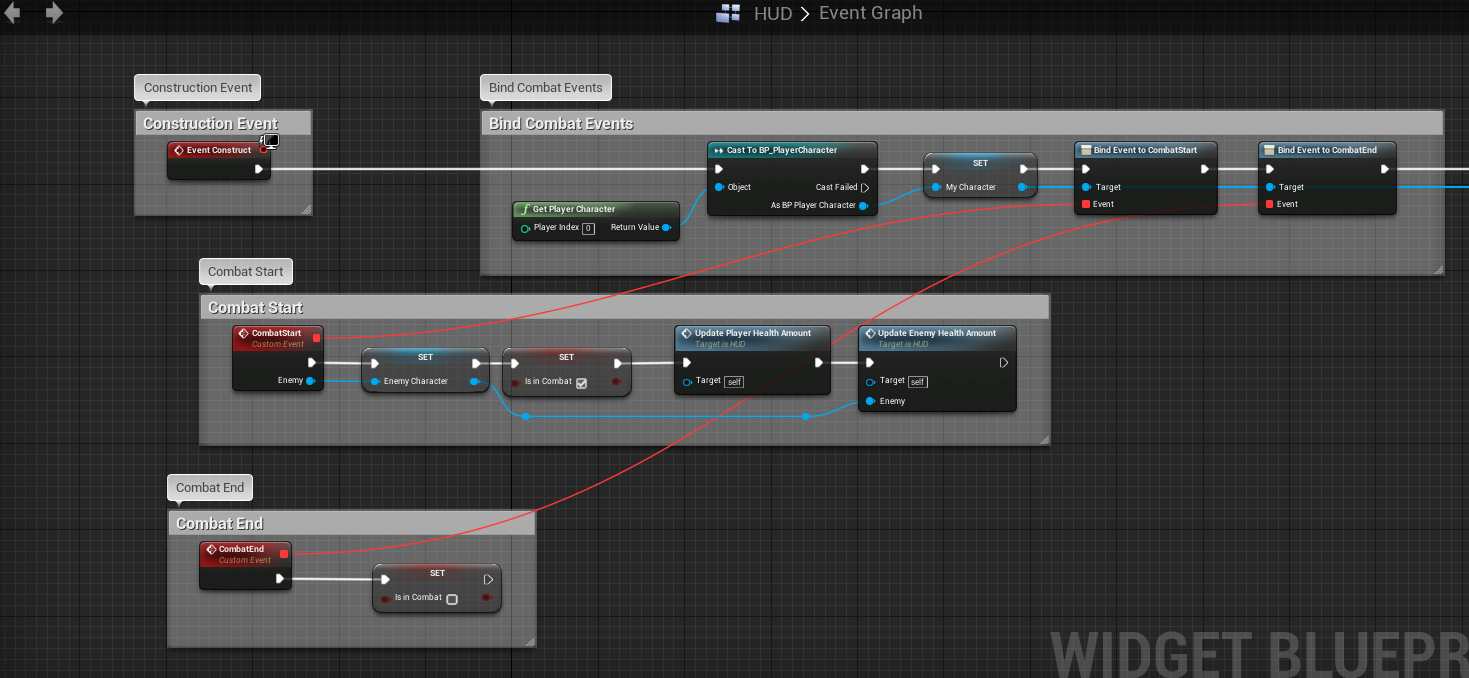 HUD > Event Graph
Construction Event
Construction Event
Event Construct
Bind Combat Events
Bind Combat Events
Get Player Character
Player Index 0 Return Value
Cast To BP_PlayerCharacter
Object Cast Failed
As BP Player Character
SET
My Character
Bind Event to CombatStart
Target
Event
Bind Event to CombatEnd
Target
Event
Combat Start
Combat Start
CombatStart
Custom Event
Enemy
SET
Enemy Character
SET
Is in Combat
Update Player Health Amount
Target is HUD
Target self
Update Enemy Health Amount
Target is HUD
Target self
Enemy
Combat End
Combat End
CombatEnd
Custom Event
SET
Is in Combat
WIDGET BLUEPR